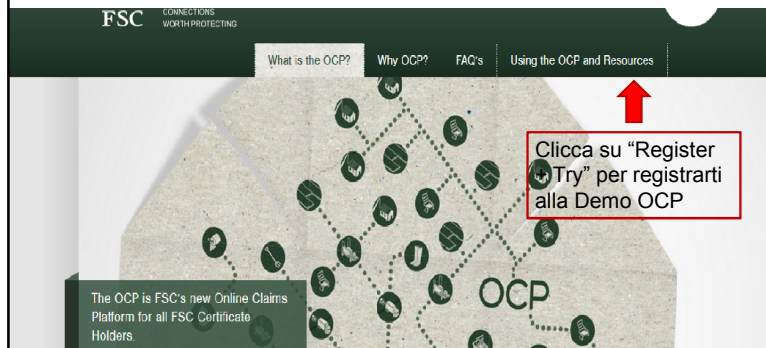 FSC
CONNECTIONS
WORTH PROTECTING
What is the OCP?
Why OCP?
FAQ's
Using the OCP and Resources
Clicca su “Register
+ Try” per registrarti
alla Demo OCP
OCP
The OCP is FSC's new Online Claims
Platform for all FSC Certificate
Holders.